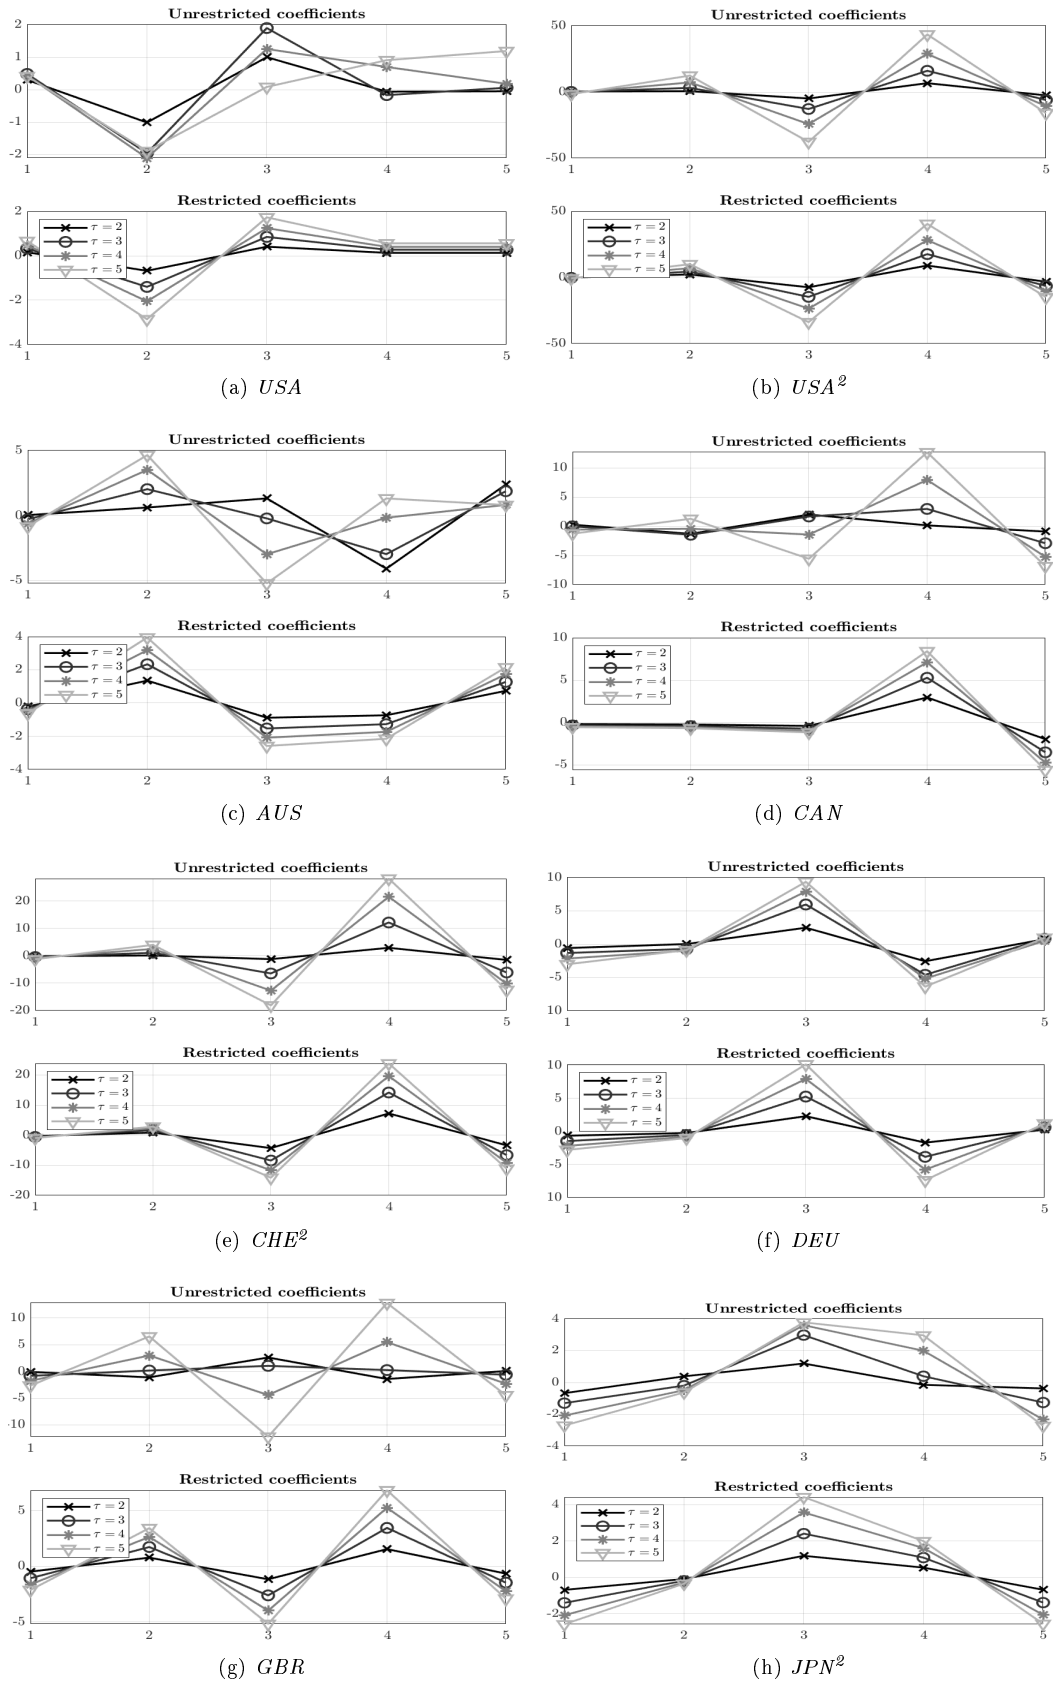 Unrestricted coefficients
2
1
0
-1
-2
1 2 3 4 5
Restricted coefficients
2
0
-2
-4
τ = 2
τ = 3
τ = 4
τ = 5
1 2 3 4 5
(a) USA
Unrestricted coefficients
50
0
-50
1 2 3 4 5
Restricted coefficients
50
0
-50
τ = 2
τ = 3
τ = 4
τ = 5
1 2 3 4 5
(b) USA²
Unrestricted coefficients
5
0
-5
1 2 3 4 5
Restricted coefficients
4
2
0
-2
-4
τ = 2
τ = 3
τ = 4
τ = 5
1 2 3 4 5
(c) AUS
Unrestricted coefficients
10
5
0
-5
-10
1 2 3 4 5
Restricted coefficients
10
5
0
-5
τ = 2
τ = 3
τ = 4
τ = 5
1 2 3 4 5
(d) CAN
Unrestricted coefficients
20
10
0
-10
-20
1 2 3 4 5
Restricted coefficients
20
10
0
-10
-20
τ = 2
τ = 3
τ = 4
τ = 5
1 2 3 4 5
(e) CHE²
Unrestricted coefficients
10
5
0
-5
10
1 2 3 4 5
Restricted coefficients
10
5
0
-5
10
τ = 2
τ = 3
τ = 4
τ = 5
1 2 3 4 5
(f) DEU
Unrestricted coefficients
10
5
0
-5
-10
1 2 3 4 5
Restricted coefficients
5
0
-5
τ = 2
τ = 3
τ = 4
τ = 5
1 2 3 4 5
(g) GBR
Unrestricted coefficients
4
2
0
-2
-4
1 2 3 4 5
Restricted coefficients
4
2
0
-2
τ = 2
τ = 3
τ = 4
τ = 5
1 2 3 4 5
(h) JPN²